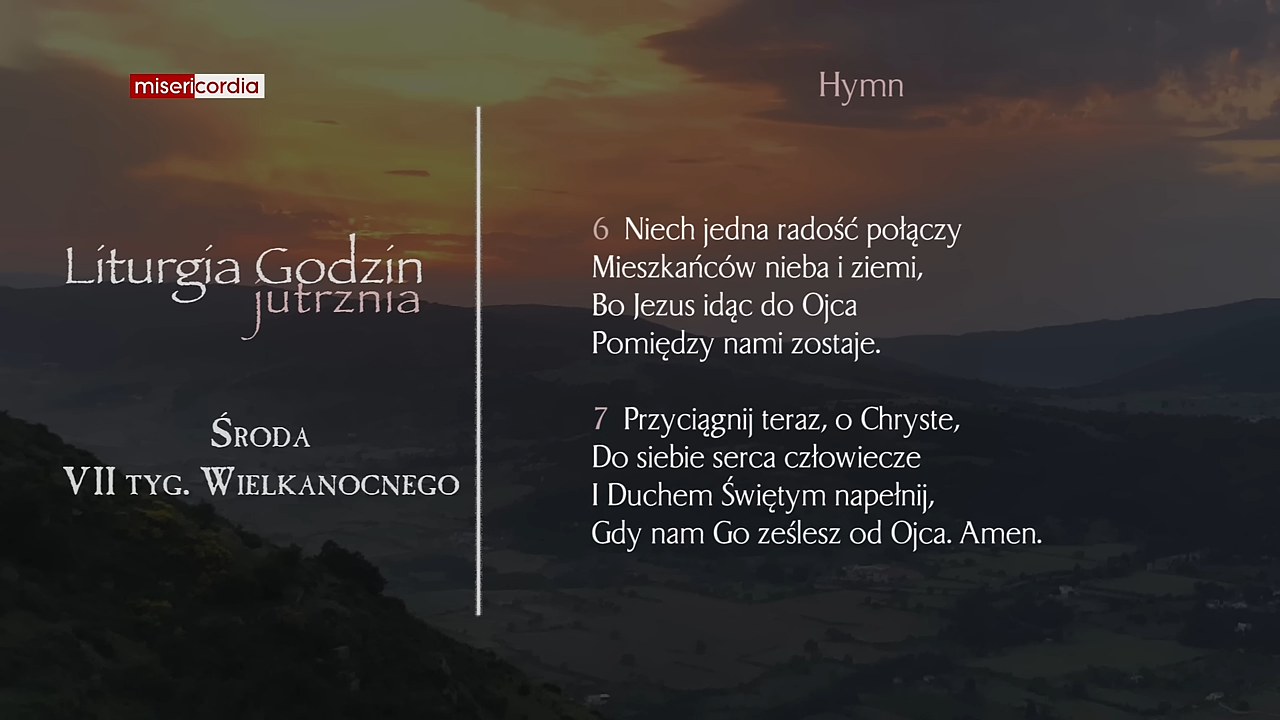 misericordia
Hymn
Liturgia Godzin
jutrznia
Środa
VII tyg. Wielkanocnego
6 Niech jedna radość połączy
Mieszkańców nieba i ziemi,
Bo Jezus idąc do Ojca
Pomiędzy nami zostaje.
7 Przyciągnij teraz, o Chryste,
Do siebie serca człowiecze
I Duchem Świętym napełnij,
Gdy nam Go ześlesz od Ojca. Amen.